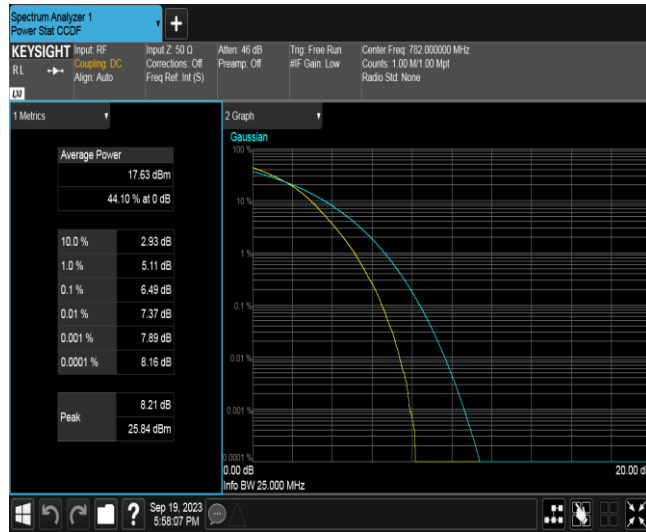 Spectrum Analyzer 1
Power Stat CCDF
+
KEYSIGHT
Input: RF
Coupling: DC
Align: Auto
Input Z: 50 Ω
Corrections: Off
Freq Ref: Int (S)
Atten: 46 dB
Preamp: Off
Trig: Free Run
#IF Gain: Low
Center Freq: 782.000000 MHz
Counts: 1.00 M/1.00 Mpt
Radio Std: None
R L
LXI
1 Metrics
Average Power
17.63 dBm
44.10 % at 0 dB
10.0 % 2.93 dB
1.0 % 5.11 dB
0.1 % 6.49 dB
0.01 % 7.37 dB
0.001 % 7.89 dB
0.0001 % 8.16 dB
Peak
8.21 dB
25.84 dBm
2 Graph
Gaussian
100 %
10 %
1 %
0.1 %
0.01 %
0.001 %
0.0001 %
0.00 dB
20.00 d
Info BW 25.000 MHz
?
Sep 19, 2023
5:58:07 PM